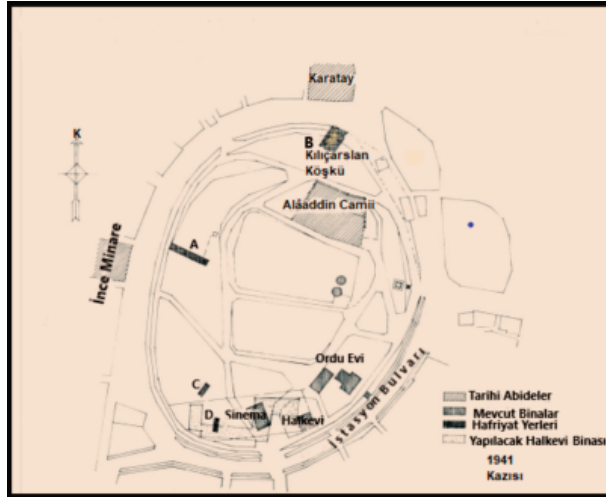 Karatay
K
B
Kılıçarslan
Köşkü
Alâaddin Camii
A
İnce Minare
Ordu Evi
C
D
Sinema
Halkevi
İstasyon Bulvarı
Tarihi Abideler
Mevcut Binalar
Hafriyat Yerleri
Yapılacak Halkevi Binası
1941
Kazısı